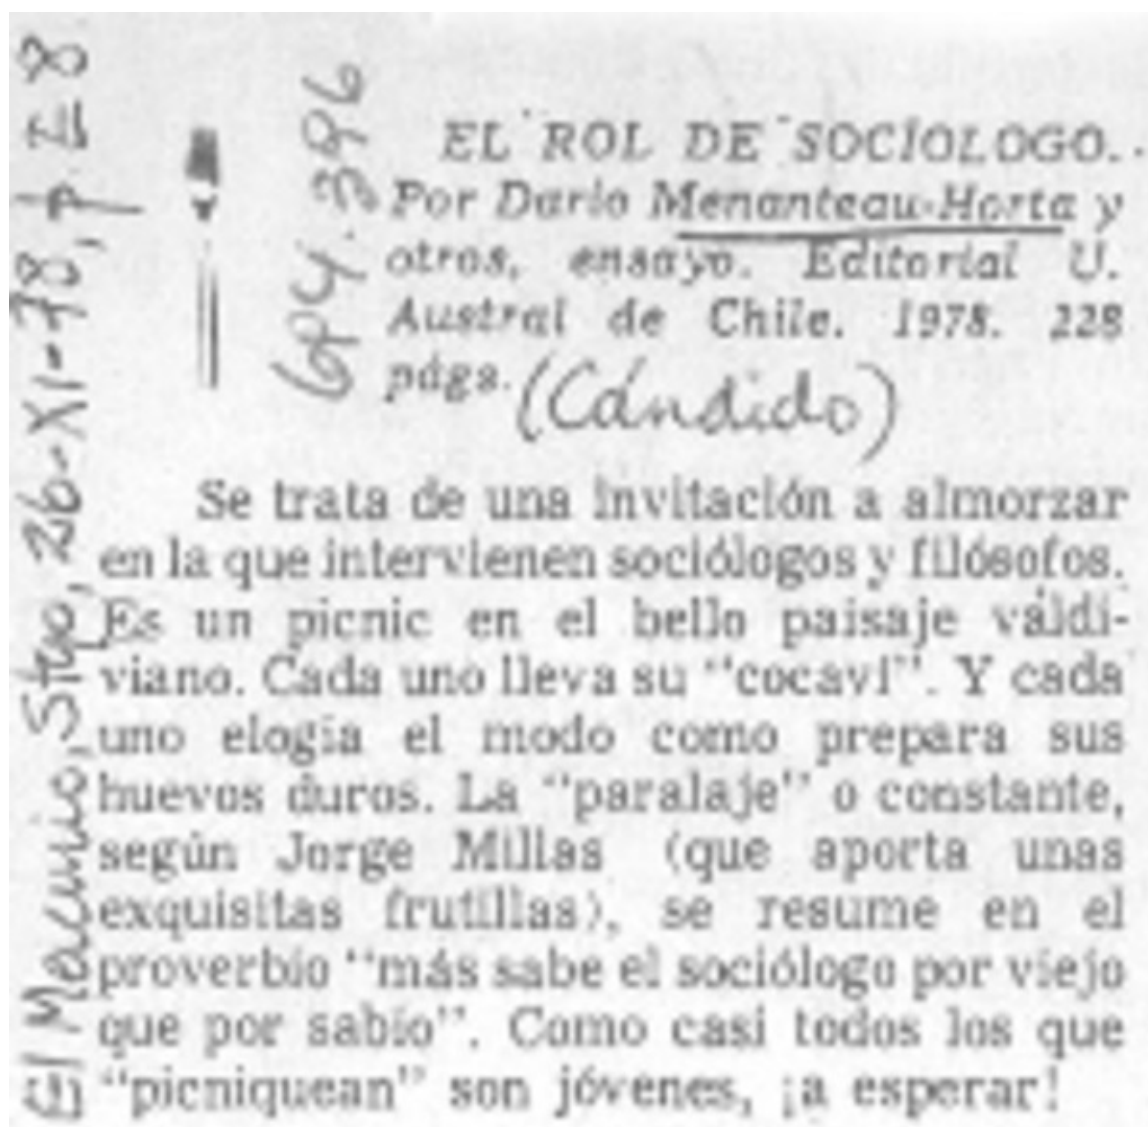 EL ROL DE SOCIOLOGO.
Por Darío Menanteau-Horta y
otros, ensayo. Editorial U.
Austral de Chile. 1978. 228
págs.
(Cándido)
Se trata de una invitación a almorzar
en la que intervienen sociólogos y filósofos.
Es un picnic en el bello paisaje valdi-
viano. Cada uno lleva su "cocaví". Y cada
uno elogia el modo como prepara sus
huevos duros. La "paralaje" o constante,
según Jorge Millas (que aporta unas
exquisitas frutillas), se resume en el
proverbio "más sabe el sociólogo por viejo
que por sabio". Como casi todos los que
"picniquean" son jóvenes, ¡a esperar!
El Mercurio, Stgo, 26-XI-78, p E8
694.396